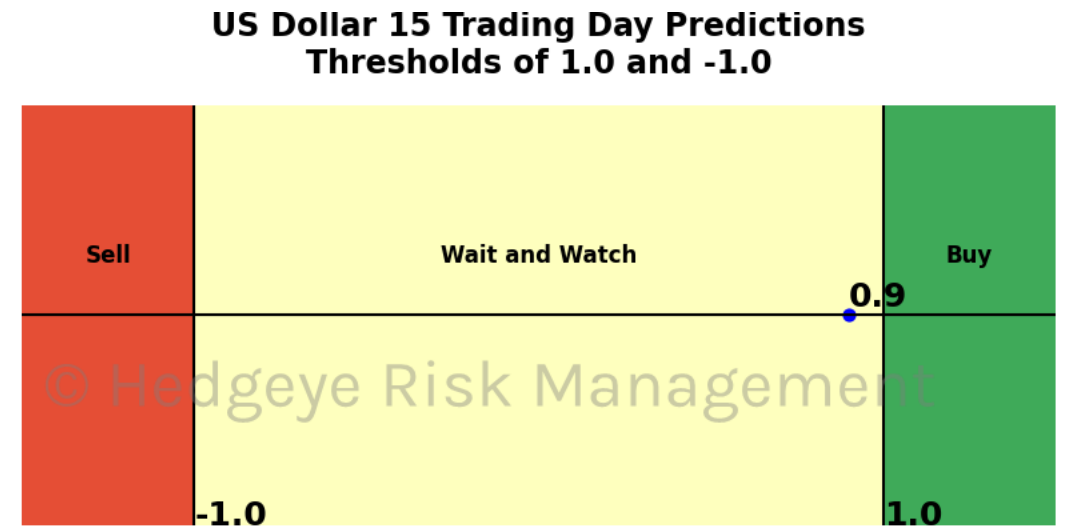 US Dollar 15 Trading Day Predictions
Thresholds of 1.0 and -1.0
Sell
Wait and Watch
Buy
0.9
© Hedgeye Risk Management
-1.0
1.0